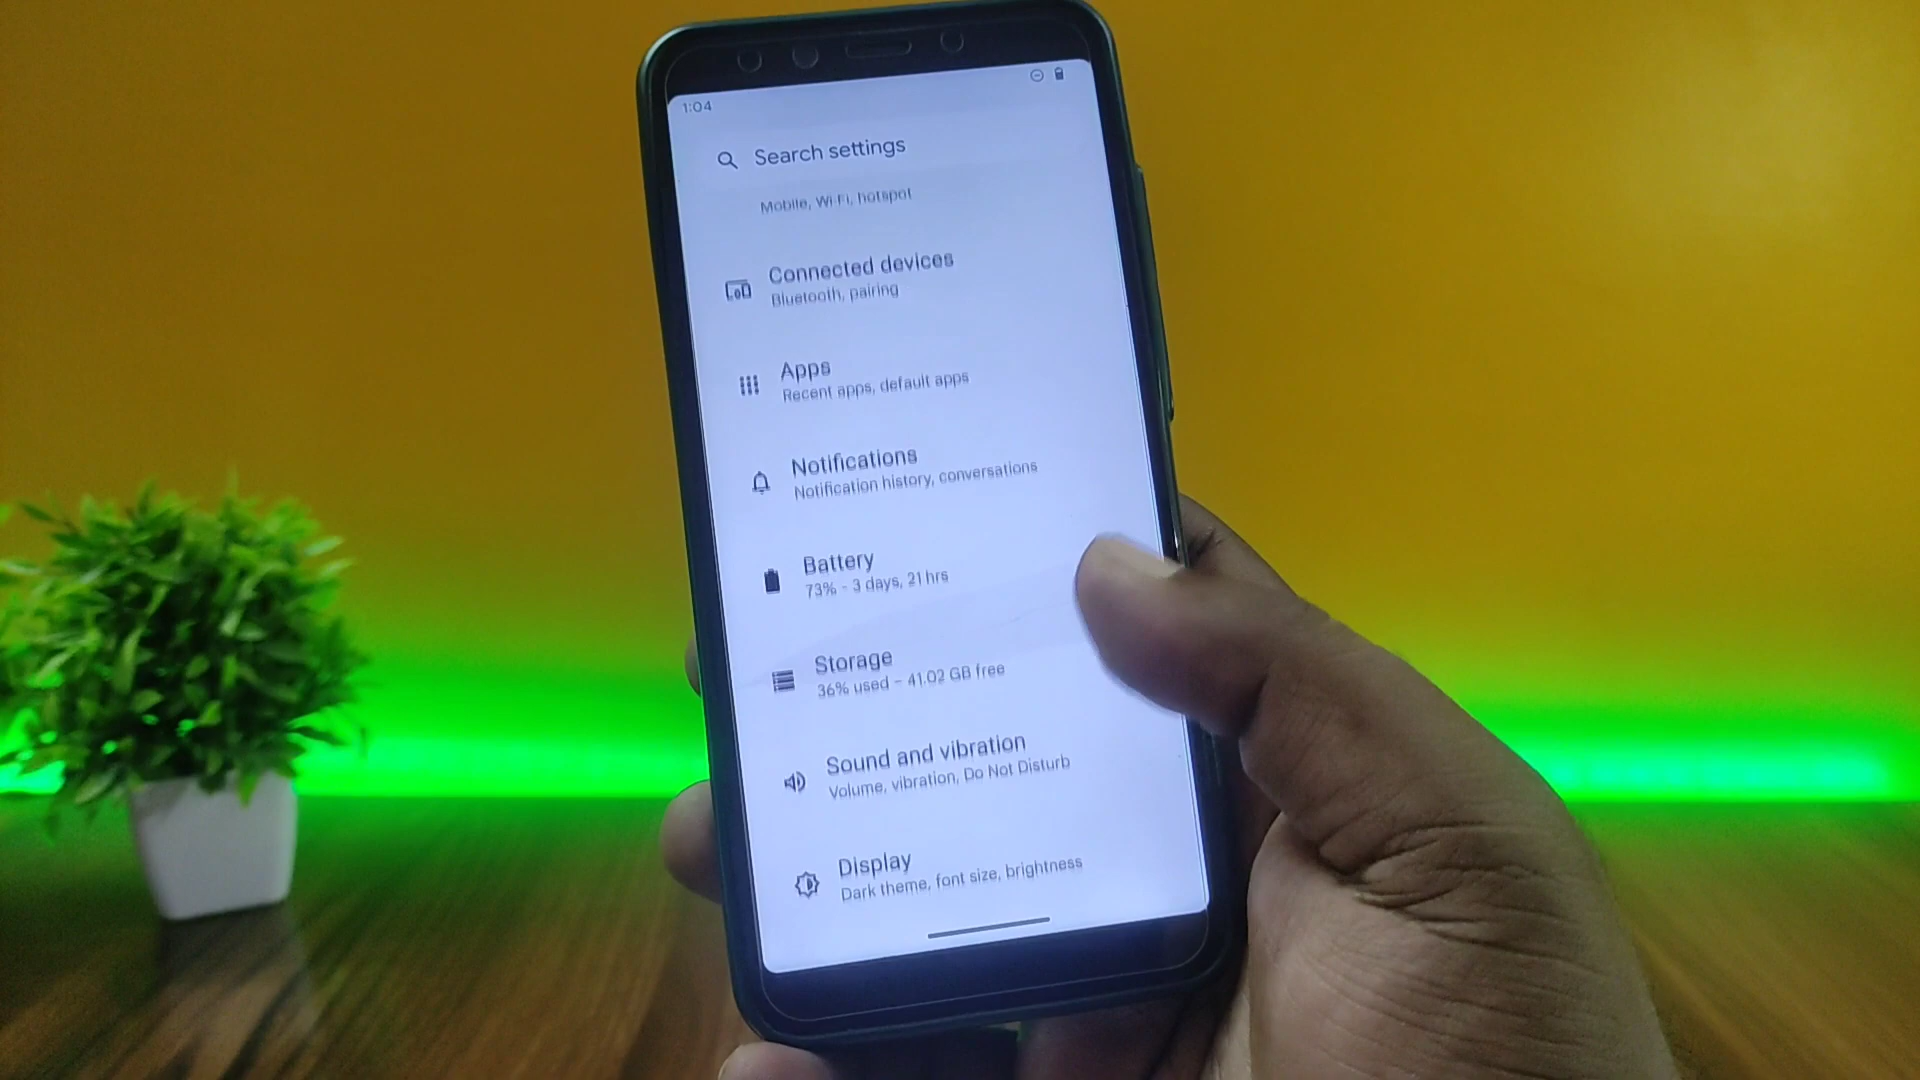 1:04
Search settings
Mobile, Wi-Fi, hotspot
Connected devices
Bluetooth, pairing
Apps
Recent apps, default apps
Notifications
Notification history, conversations
Battery
73% - 3 days, 21 hrs
Storage
36% used – 41.02 GB free
Sound and vibration
Volume, vibration, Do Not Disturb
Display
Dark theme, font size, brightness